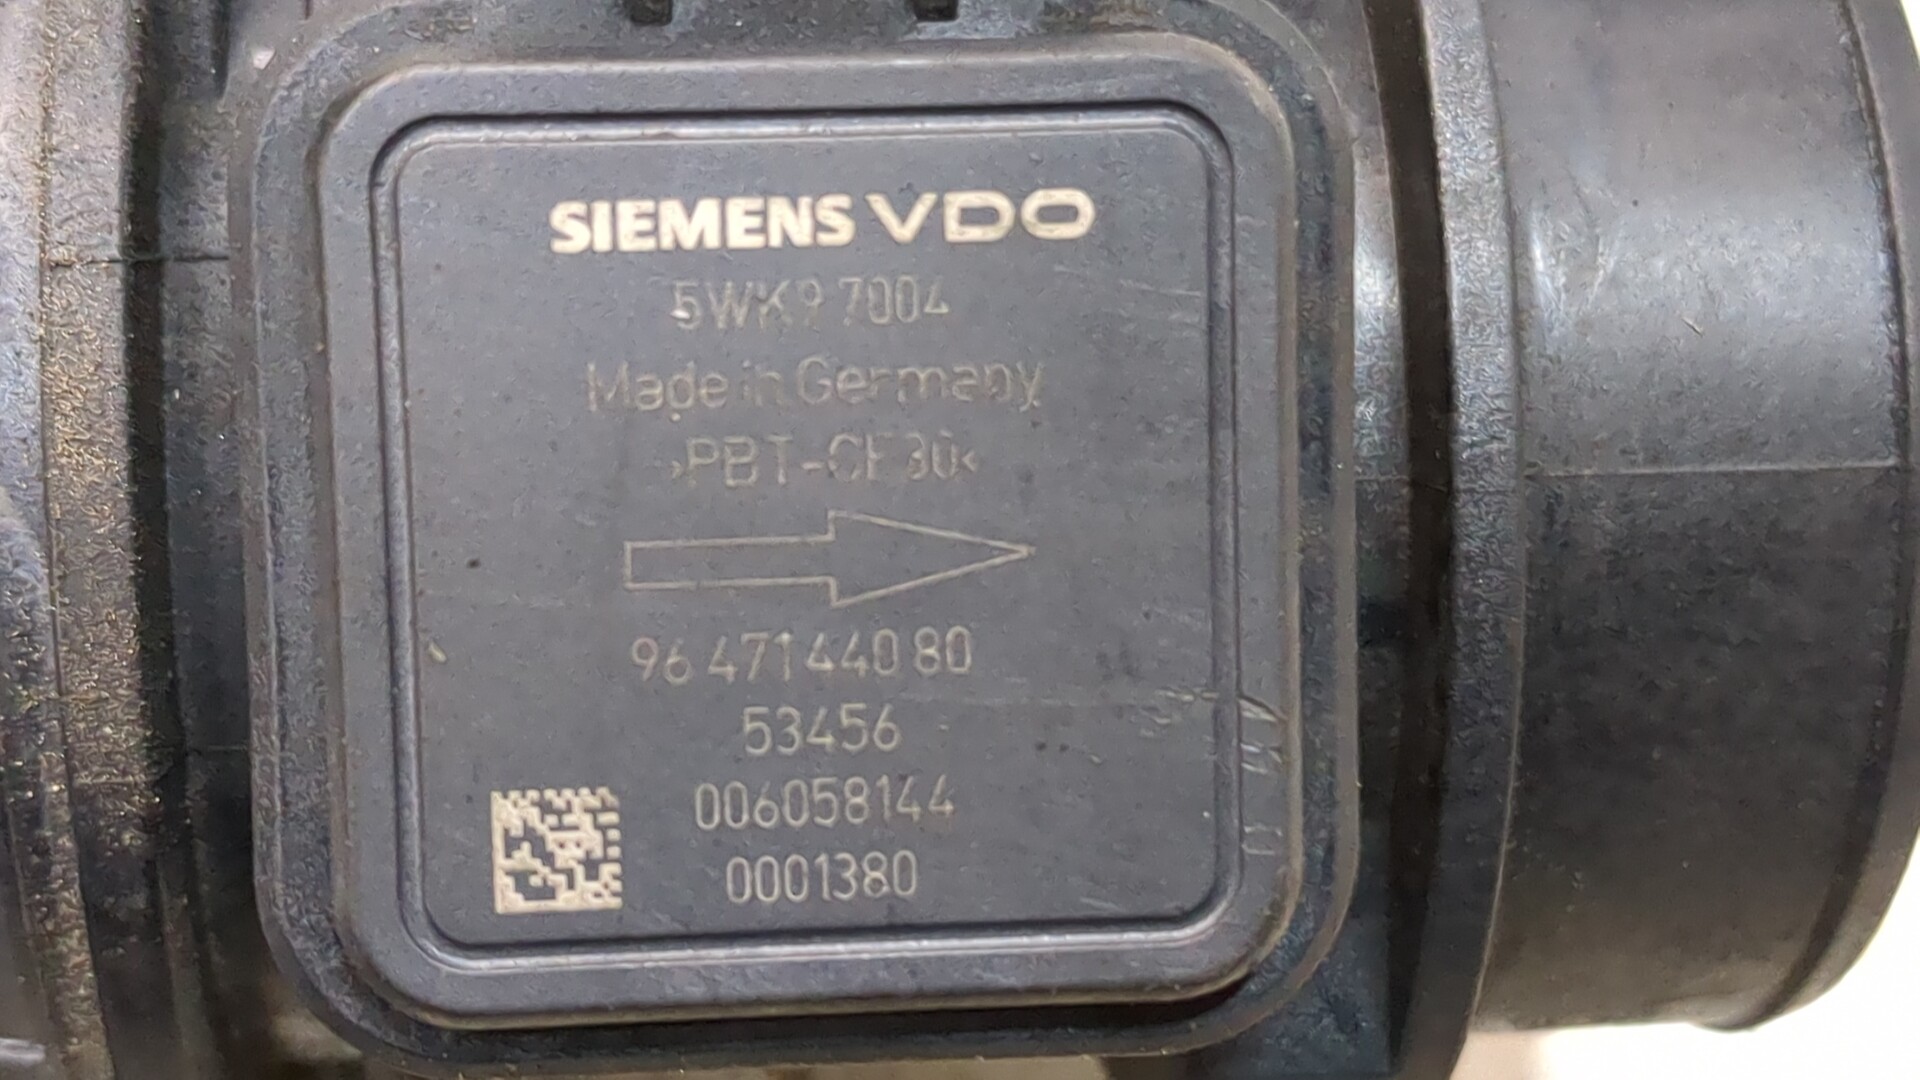 SIEMENS VDO
5WK9 7004
Made in Germany
>PBT-GF30<
96 471 440 80
53456
006058144
0001380